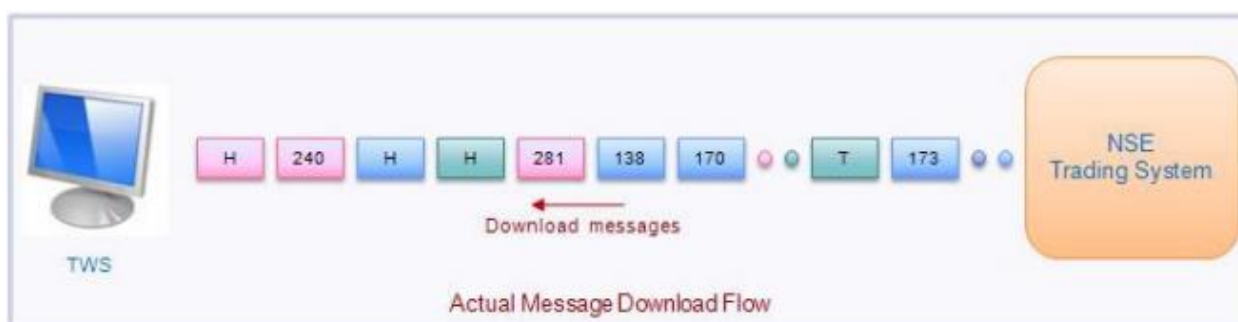 H 240 H H 281 138 170 T 173
NSE
Trading System
Download messages
TWS
Actual Message Download Flow